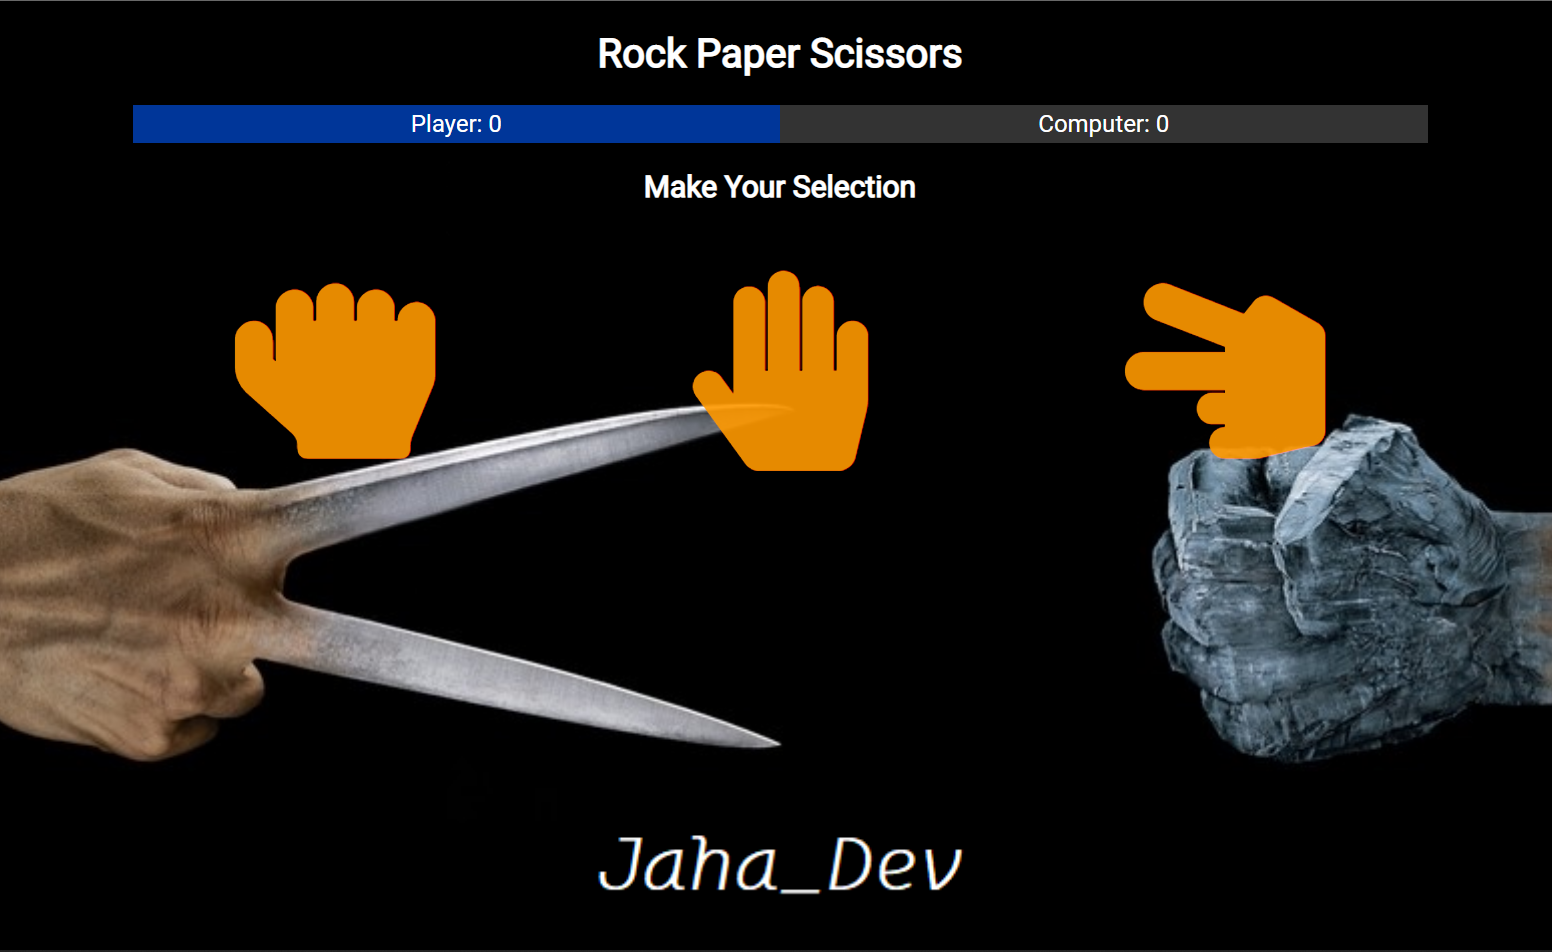 Rock Paper Scissors
Player: 0
Computer: 0
Make Your Selection
Jaha_Dev